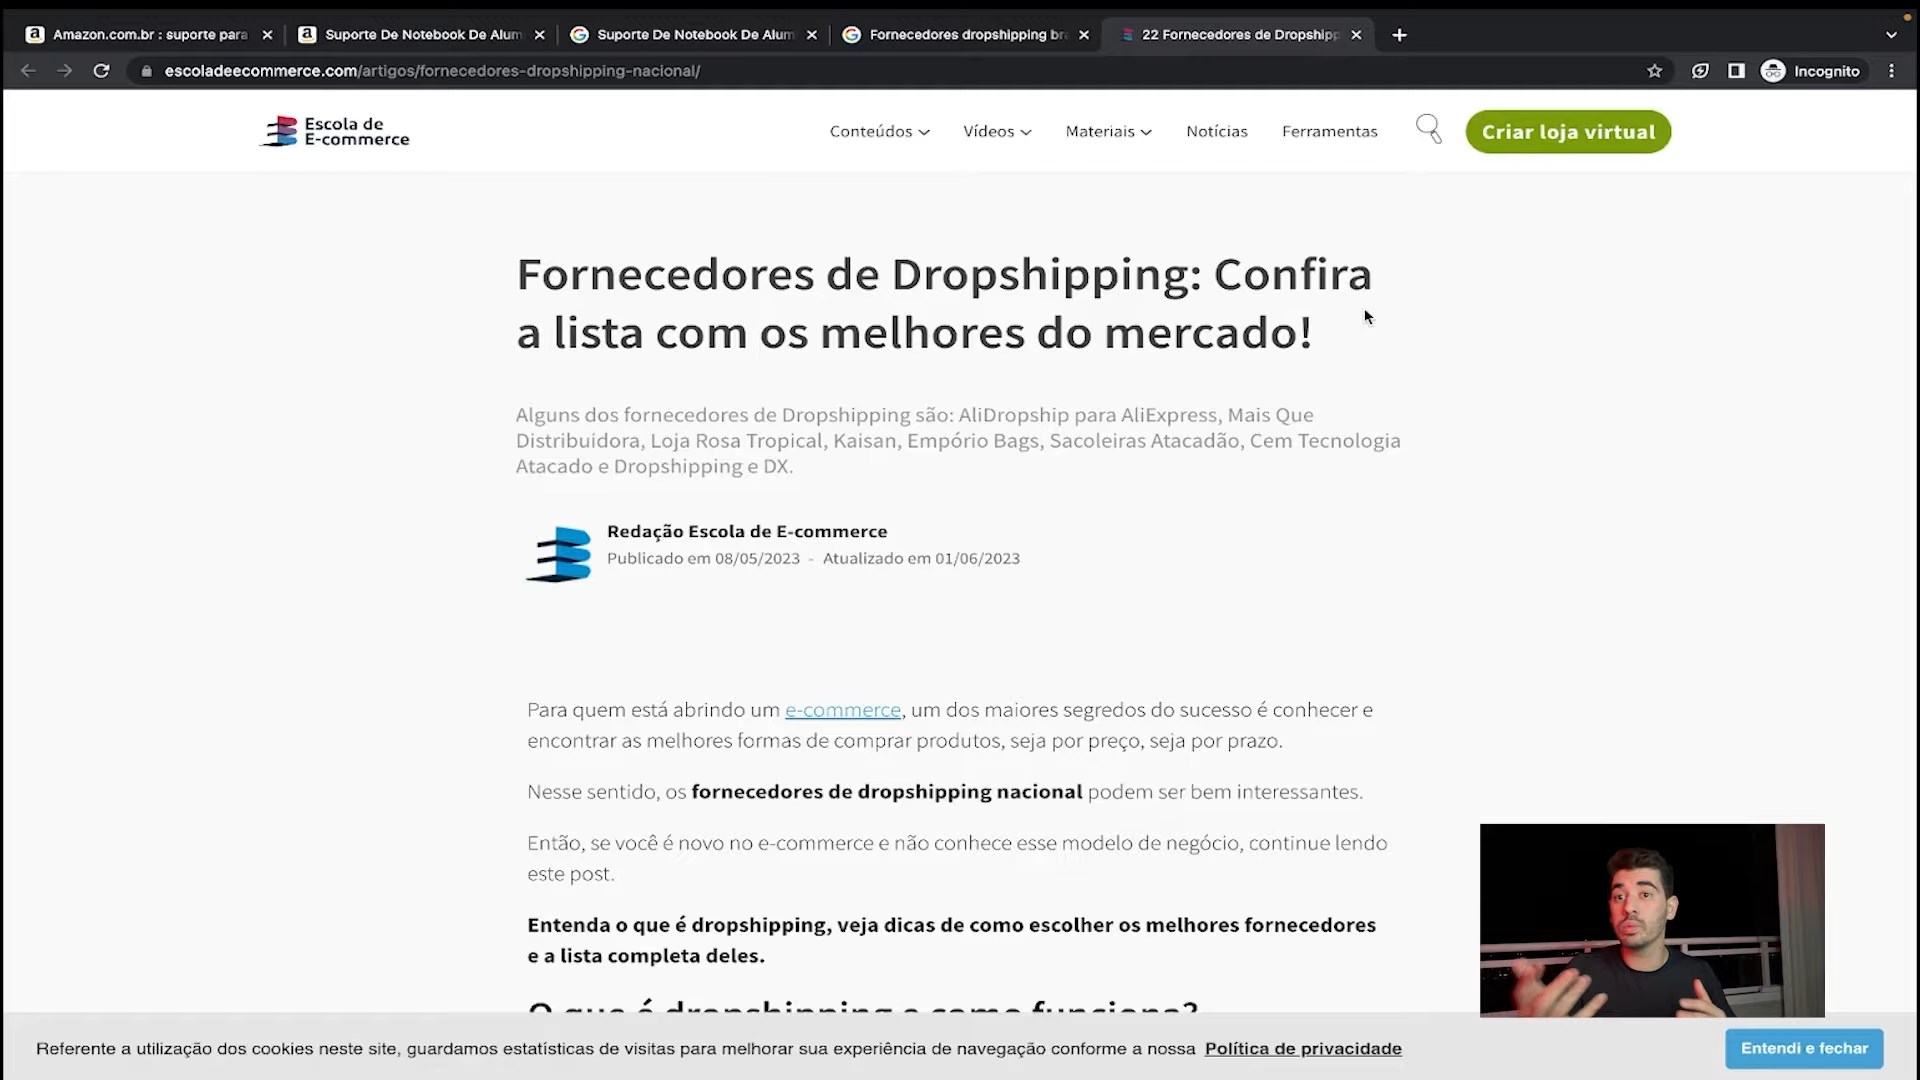 Amazon.com.br : suporte para
Suporte De Notebook De Alum
Suporte De Notebook De Alum
Fornecedores dropshipping bra
22 Fornecedores de Dropshipp
escoladeecommerce.com/artigos/fornecedores-dropshipping-nacional/
Incognito
Escola de
E-commerce
Conteúdos
Vídeos
Materiais
Notícias
Ferramentas
Criar loja virtual
Fornecedores de Dropshipping: Confira
a lista com os melhores do mercado!
Alguns dos fornecedores de Dropshipping são: AliDropship para AliExpress, Mais Que
Distribuidora, Loja Rosa Tropical, Kaisan, Empório Bags, Sacoleiras Atacadão, Cem Tecnologia
Atacado e Dropshipping e DX.
Redação Escola de E-commerce
Publicado em 08/05/2023 - Atualizado em 01/06/2023
Para quem está abrindo um e-commerce, um dos maiores segredos do sucesso é conhecer e
encontrar as melhores formas de comprar produtos, seja por preço, seja por prazo.
Nesse sentido, os fornecedores de dropshipping nacional podem ser bem interessantes.
Então, se você é novo no e-commerce e não conhece esse modelo de negócio, continue lendo
este post.
Entenda o que é dropshipping, veja dicas de como escolher os melhores fornecedores
e a lista completa deles.
O que é dropshipping e como funciona?
Referente a utilização dos cookies neste site, guardamos estatísticas de visitas para melhorar sua experiência de navegação conforme a nossa Política de privacidade
Entendi e fechar